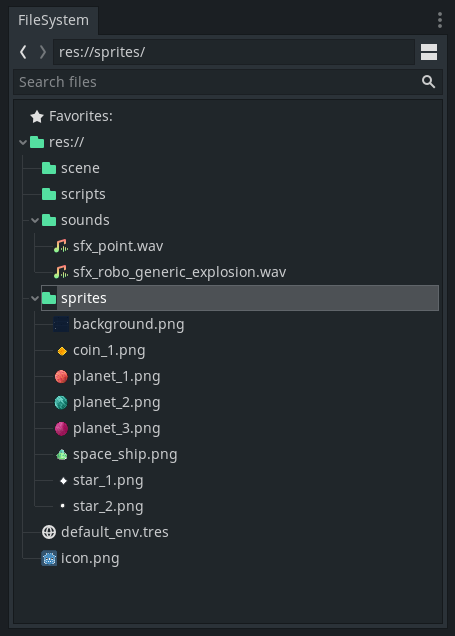 FileSystem
res://sprites/
Search files
Favorites:
res://
scene
scripts
sounds
sfx_point.wav
sfx_robo_generic_explosion.wav
sprites
background.png
coin_1.png
planet_1.png
planet_2.png
planet_3.png
space_ship.png
star_1.png
star_2.png
default_env.tres
icon.png